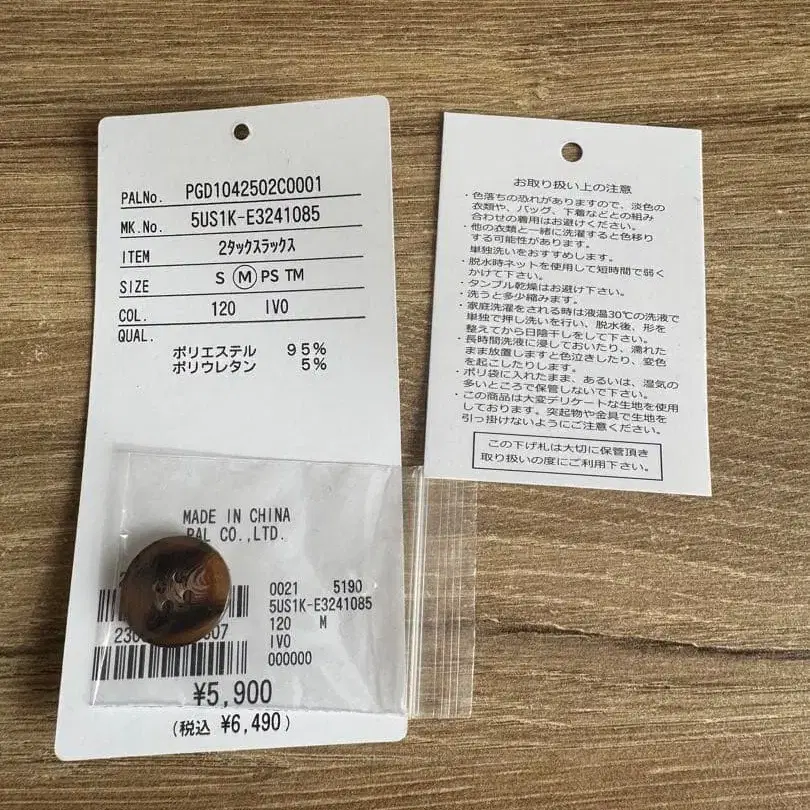 PALNo. PGD1042502C0001
MK.No. 5US1K-E3241085
ITEM 2タックスラックス
SIZE S M PS TM
COL. 120 IVO
QUAL.
ポリエステル 95%
ポリウレタン 5%
MADE IN CHINA
PAL CO.,LTD.
0021 5190
5US1K-E3241085
120 M
IVO
000000
¥5,900
(税込 ¥6,490)
お取り扱い上の注意
・色落ちの恐れがありますので、淡色の
衣類や、バッグ、下着などとの組み
合わせの着用はお避けください。
・他の衣類と一緒に洗濯すると色移り
する可能性があります。
単独洗いをおすすめします。
・脱水時ネットを使用して短時間で弱く
かけて下さい。
・タンブル乾燥はお避け下さい。
・洗うと多少縮みます。
・家庭洗濯をされる時は液温30℃の洗液で
単独で押し洗いを行い、脱水後、形を
整えてから日陰干しをして下さい。
・長時間洗液に浸しておいたり、濡れた
まま放置しますと色泣きしたり、変色
を起こしたりします。
・ポリ袋に入れたまま、あるいは、湿気の
多いところで保管しないで下さい。
・この商品は大変デリケートな生地を使用
しております。突起物や金具で生地を
引っ掛けないようにご注意ください。
この下げ札は大切に保管頂き
取り扱いの度にご利用下さい。